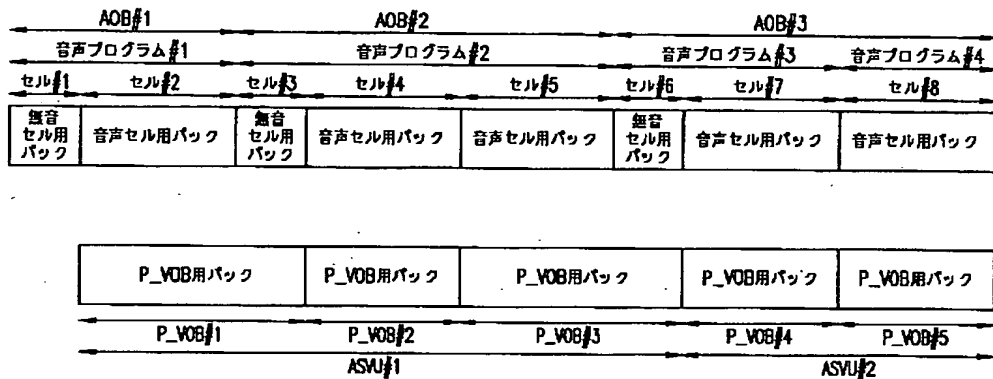 AOB#1 AOB#2 AOB#3
音声プログラム#1 音声プログラム#2 音声プログラム#3 音声プログラム#4
セル#1 セル#2 セル#3 セル#4 セル#5 セル#6 セル#7 セル#8
無音セル用パック 音声セル用パック 無音セル用パック 音声セル用パック 音声セル用パック 無音セル用パック 音声セル用パック 音声セル用パック
P_VOB用パック P_VOB用パック P_VOB用パック P_VOB用パック P_VOB用パック
P_VOB#1 P_VOB#2 P_VOB#3 P_VOB#4 P_VOB#5
ASVU#1 ASVU#2